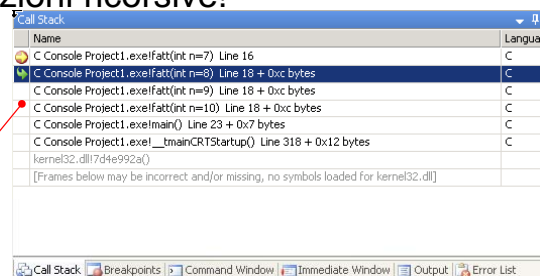 zioni ricorsive!
Call Stack
Name Langua
C Console Project1.exe!fatt(int n=7) Line 16 C
C Console Project1.exe!fatt(int n=8) Line 18 + 0xc bytes C
C Console Project1.exe!fatt(int n=9) Line 18 + 0xc bytes C
C Console Project1.exe!fatt(int n=10) Line 18 + 0xc bytes C
C Console Project1.exe!main() Line 23 + 0x7 bytes C
C Console Project1.exe!__tmainCRTStartup() Line 318 + 0x12 bytes C
kernel32.dll!7d4e992a()
[Frames below may be incorrect and/or missing, no symbols loaded for kernel32.dll]
Call Stack Breakpoints Command Window Immediate Window Output Error List